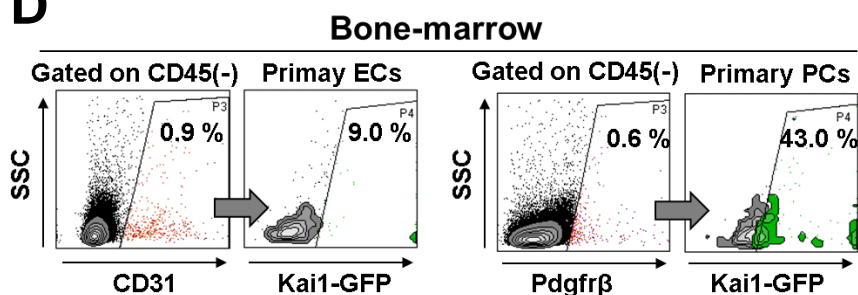 D
Bone-marrow
Gated on CD45(-) Primay ECs Gated on CD45(-) Primary PCs
P3 P4 P3 P4
0.9 % 9.0 % 0.6 % 43.0 %
SSC SSC
CD31 Kai1-GFP Pdgfrβ Kai1-GFP